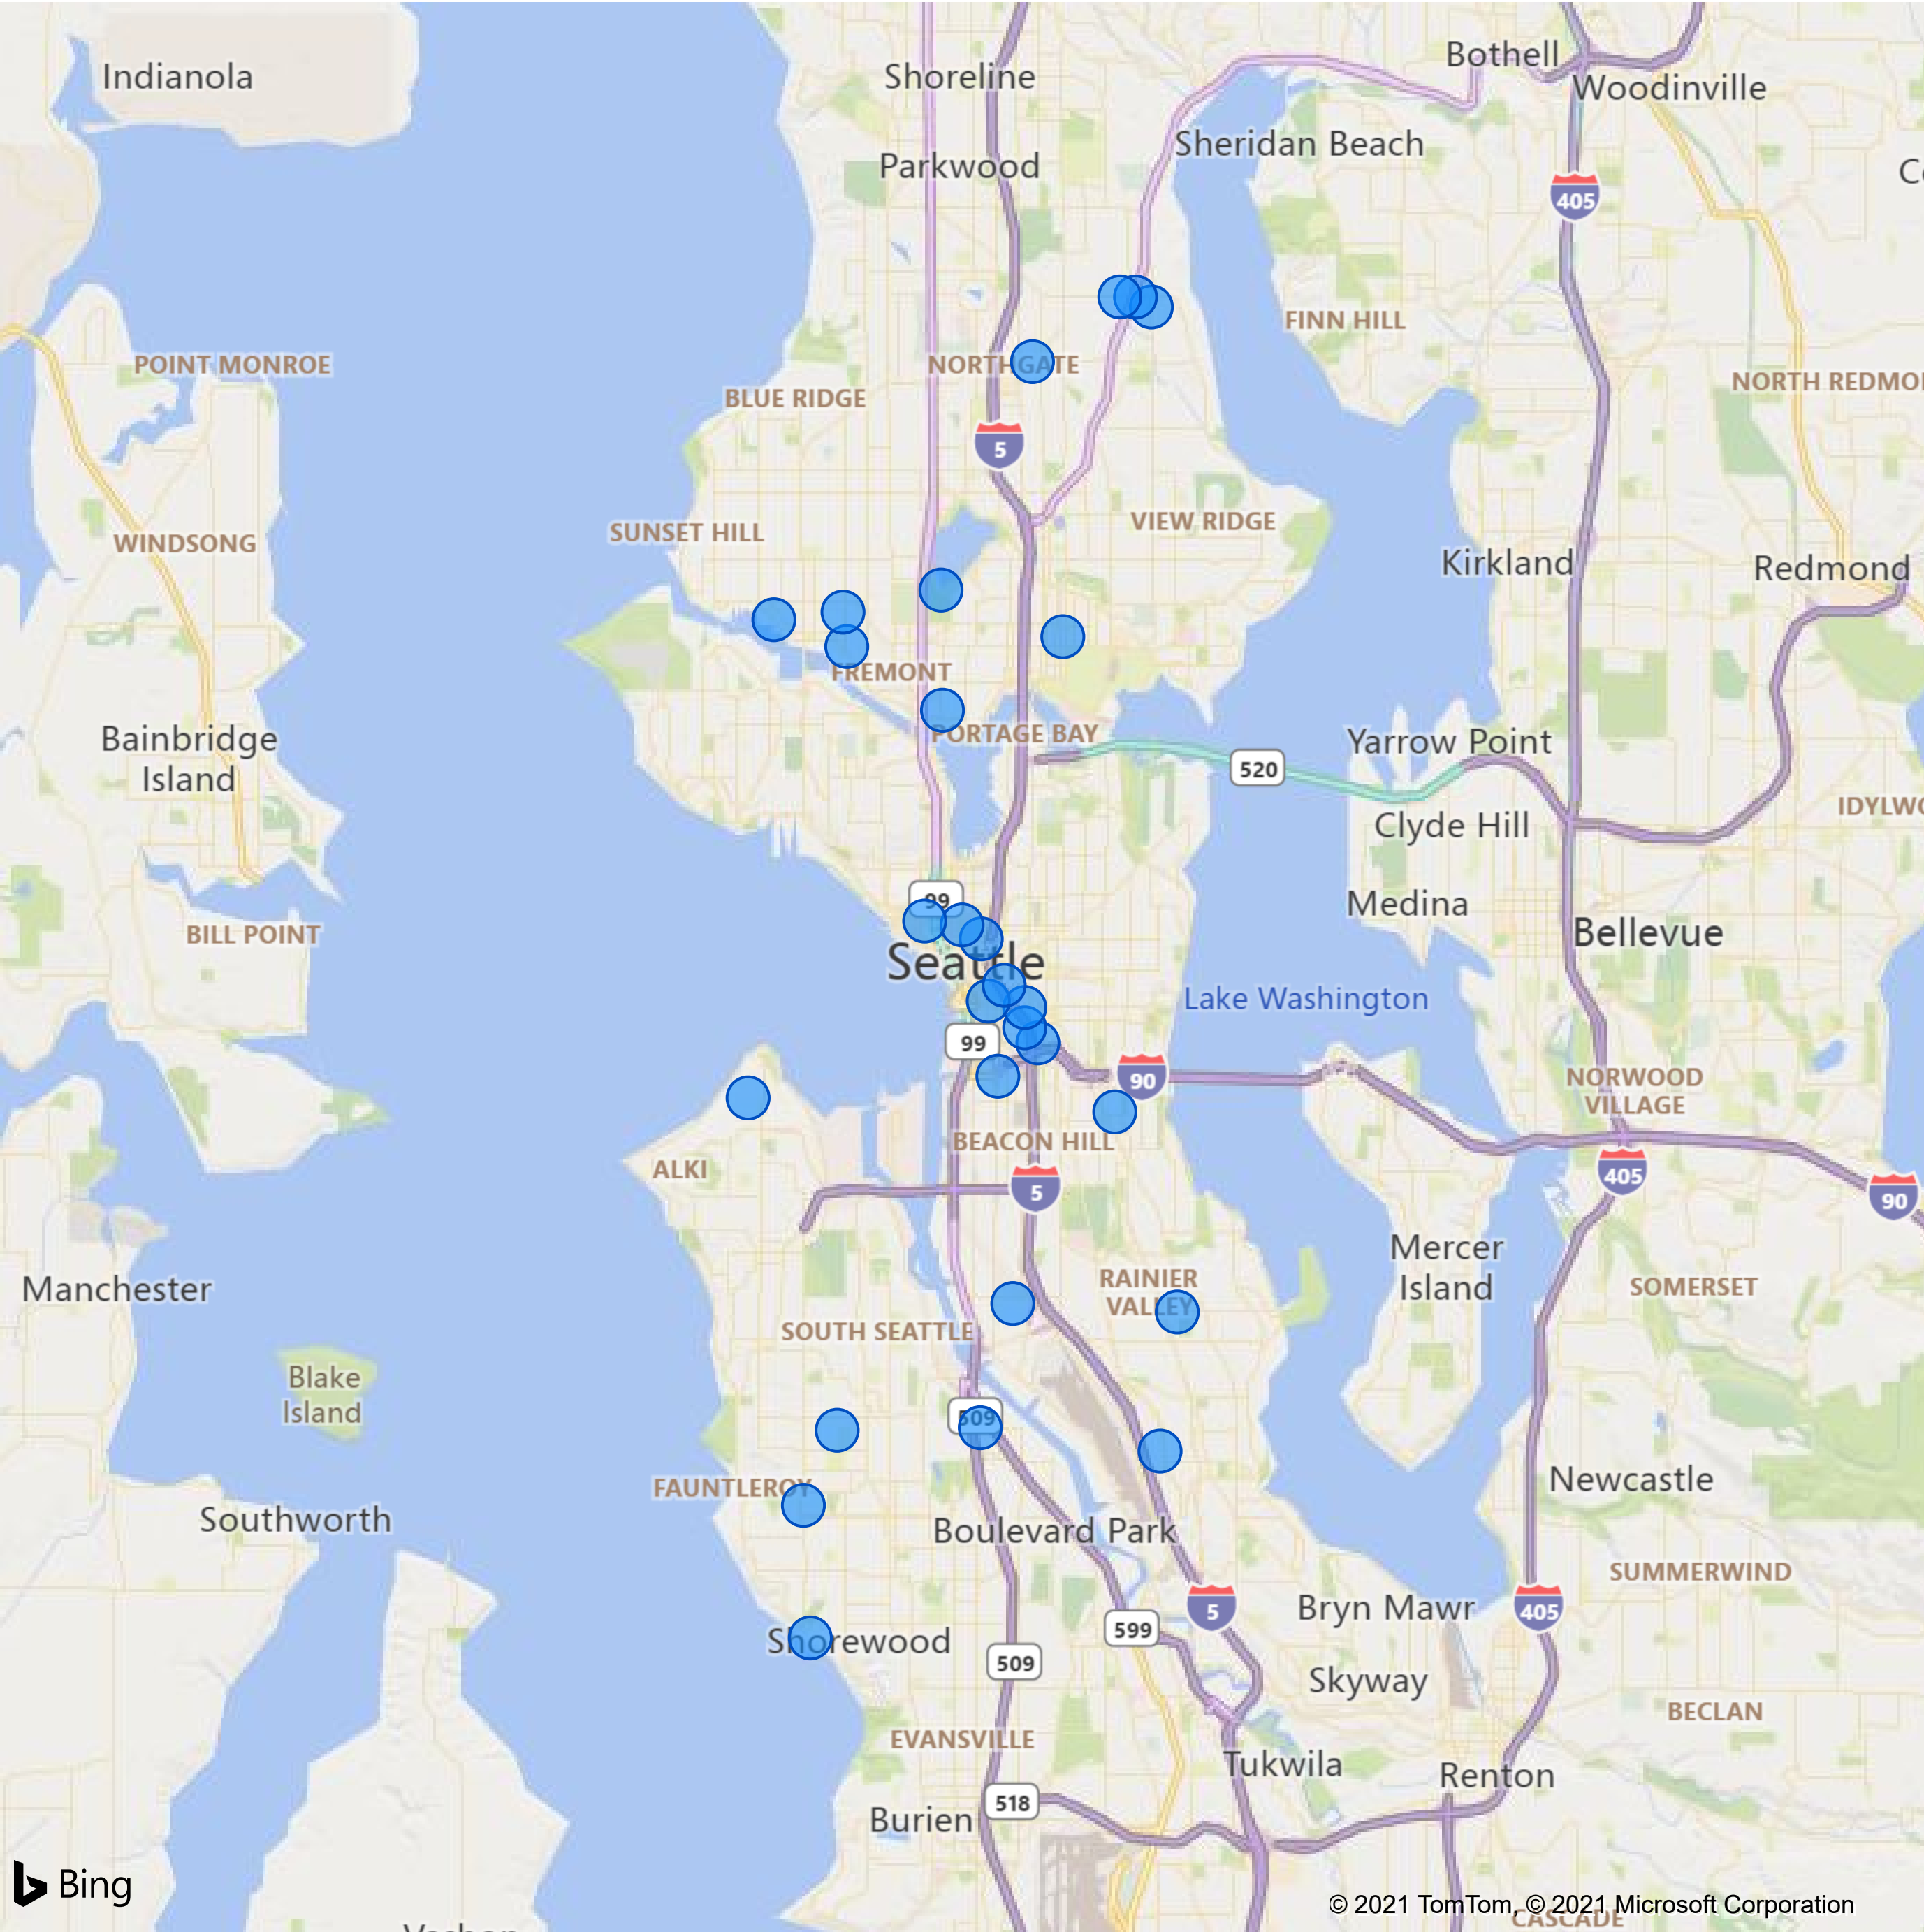 Indianola
Shoreline
Bothell
Woodinville
Sheridan Beach
Parkwood
405
FINN HILL
POINT MONROE
NORTHGATE
NORTH REDMO
BLUE RIDGE
5
VIEW RIDGE
SUNSET HILL
WINDSONG
Kirkland
Redmond
FREMONT
PORTAGE BAY
Bainbridge
Island
Yarrow Point
520
IDYLW
Clyde Hill
99
Medina
BILL POINT
Bellevue
Seattle
Lake Washington
99
90
NORWOOD
VILLAGE
BEACON HILL
ALKI
405
5
90
Mercer
Island
Manchester
RAINIER
VALLEY
SOMERSET
SOUTH SEATTLE
Blake
Island
509
Newcastle
FAUNTLEROY
Southworth
Boulevard Park
SUMMERWIND
5
Bryn Mawr
405
599
Shorewood
509
Skyway
BECLAN
EVANSVILLE
Tukwila
Renton
518
Burien
Bing
© 2021 TomTom, © 2021 Microsoft Corporation
CASCADE